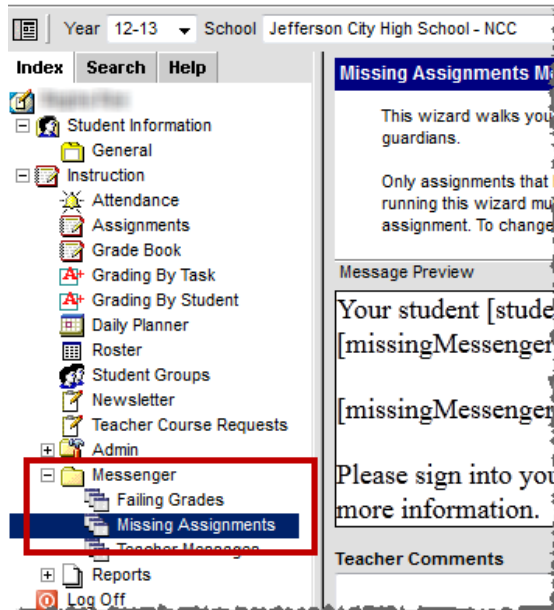 Year 12-13 School Jefferson City High School - NCC
Index Search Help
Student Information
General
Instruction
Attendance
Assignments
Grade Book
Grading By Task
Grading By Student
Daily Planner
Roster
Student Groups
Newsletter
Teacher Course Requests
Admin
Messenger
Failing Grades
Missing Assignments
Teacher Messages
Reports
Log Off
Missing Assignments M
This wizard walks you
guardians.
Only assignments that
running this wizard mu
assignment. To change
Message Preview
Your student [stude
[missingMessenger
[missingMessenger
Please sign into you
more information.
Teacher Comments